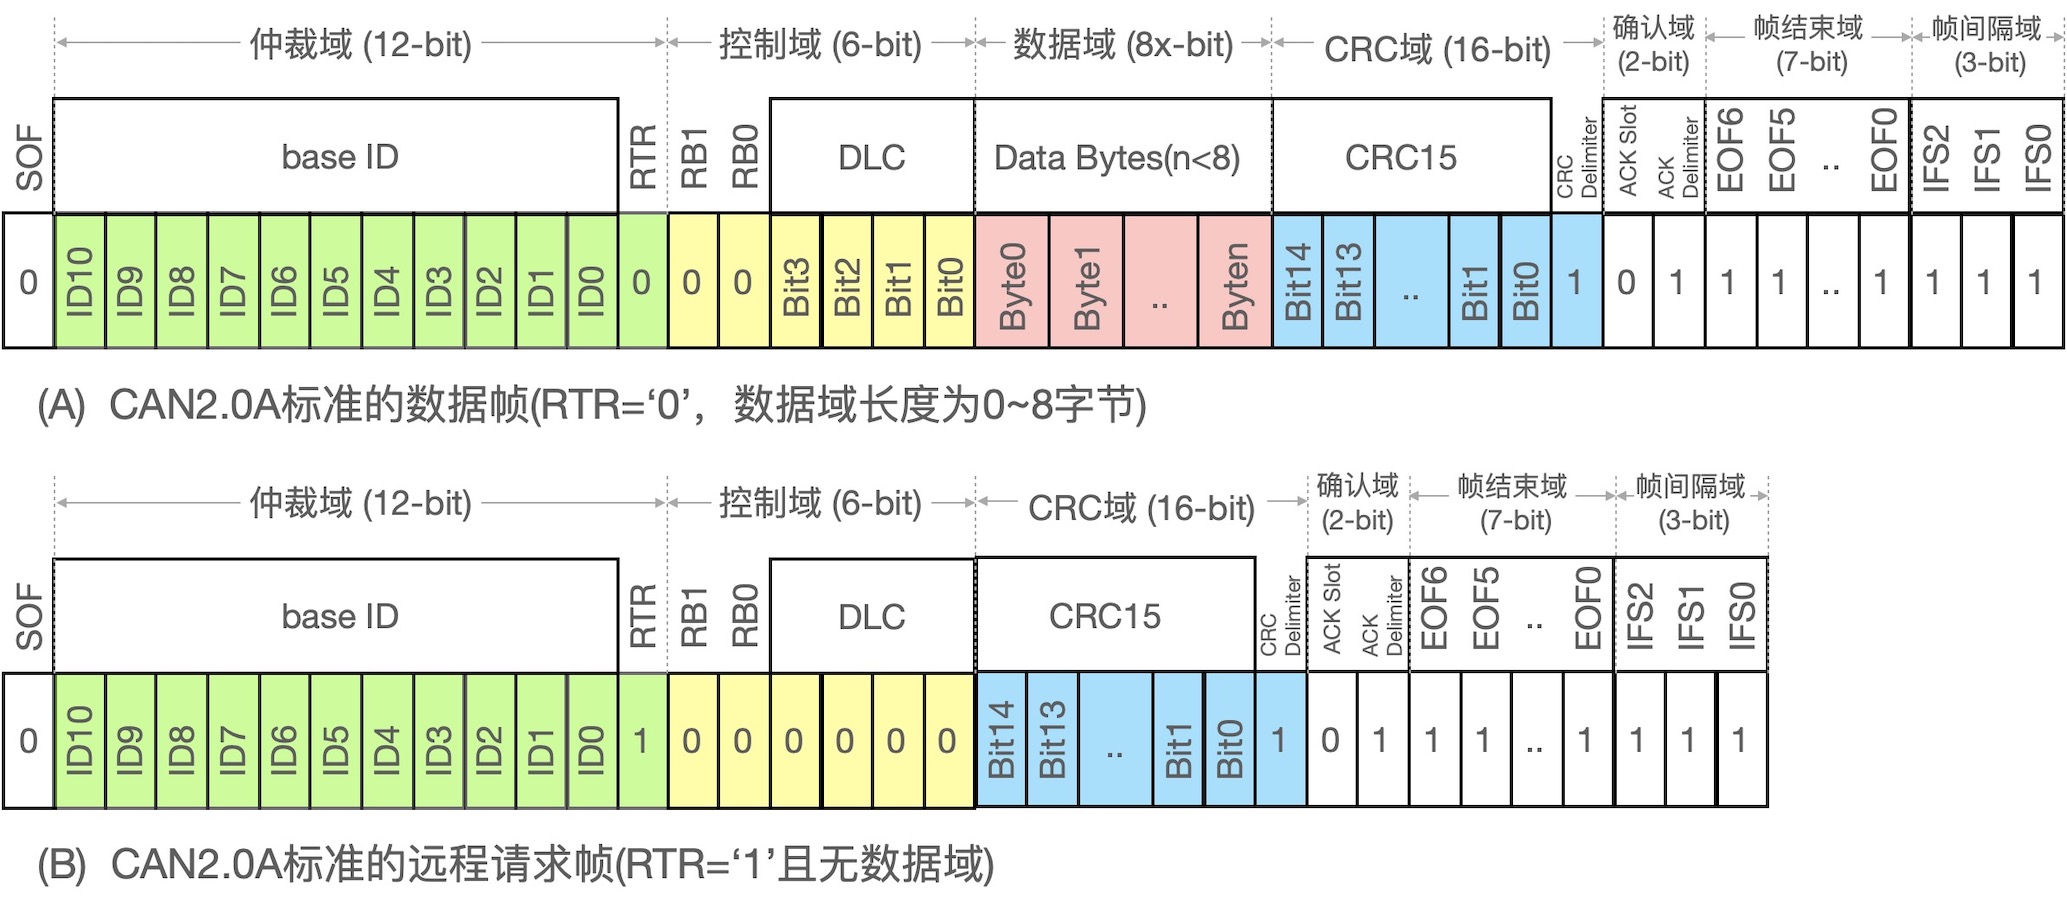 仲裁域 (12-bit) 控制域 (6-bit) 数据域 (8x-bit) CRC域 (16-bit) 确认域 (2-bit) 帧结束域 (7-bit) 帧间隔域 (3-bit)
SOF base ID RTR RB1 RB0 DLC Data Bytes(n<8) CRC15 CRC Delimiter ACK Slot ACK Delimiter EOF6 EOF5 .. EOF0 IFS2 IFS1 IFS0
0 ID10 ID9 ID8 ID7 ID6 ID5 ID4 ID3 ID2 ID1 ID0 0 0 0 Bit3 Bit2 Bit1 Bit0 Byte0 Byte1 .. Byten Bit14 Bit13 .. Bit1 Bit0 1 0 1 1 1 .. 1 1 1 1
(A) CAN2.0A标准的数据帧(RTR=‘0’，数据域长度为0~8字节)
仲裁域 (12-bit) 控制域 (6-bit) CRC域 (16-bit) 确认域 (2-bit) 帧结束域 (7-bit) 帧间隔域 (3-bit)
SOF base ID RTR RB1 RB0 DLC CRC15 CRC Delimiter ACK Slot ACK Delimiter EOF6 EOF5 .. EOF0 IFS2 IFS1 IFS0
0 ID10 ID9 ID8 ID7 ID6 ID5 ID4 ID3 ID2 ID1 ID0 1 0 0 0 0 0 0 Bit14 Bit13 .. Bit1 Bit0 1 0 1 1 1 .. 1 1 1 1
(B) CAN2.0A标准的远程请求帧(RTR=‘1’且无数据域)